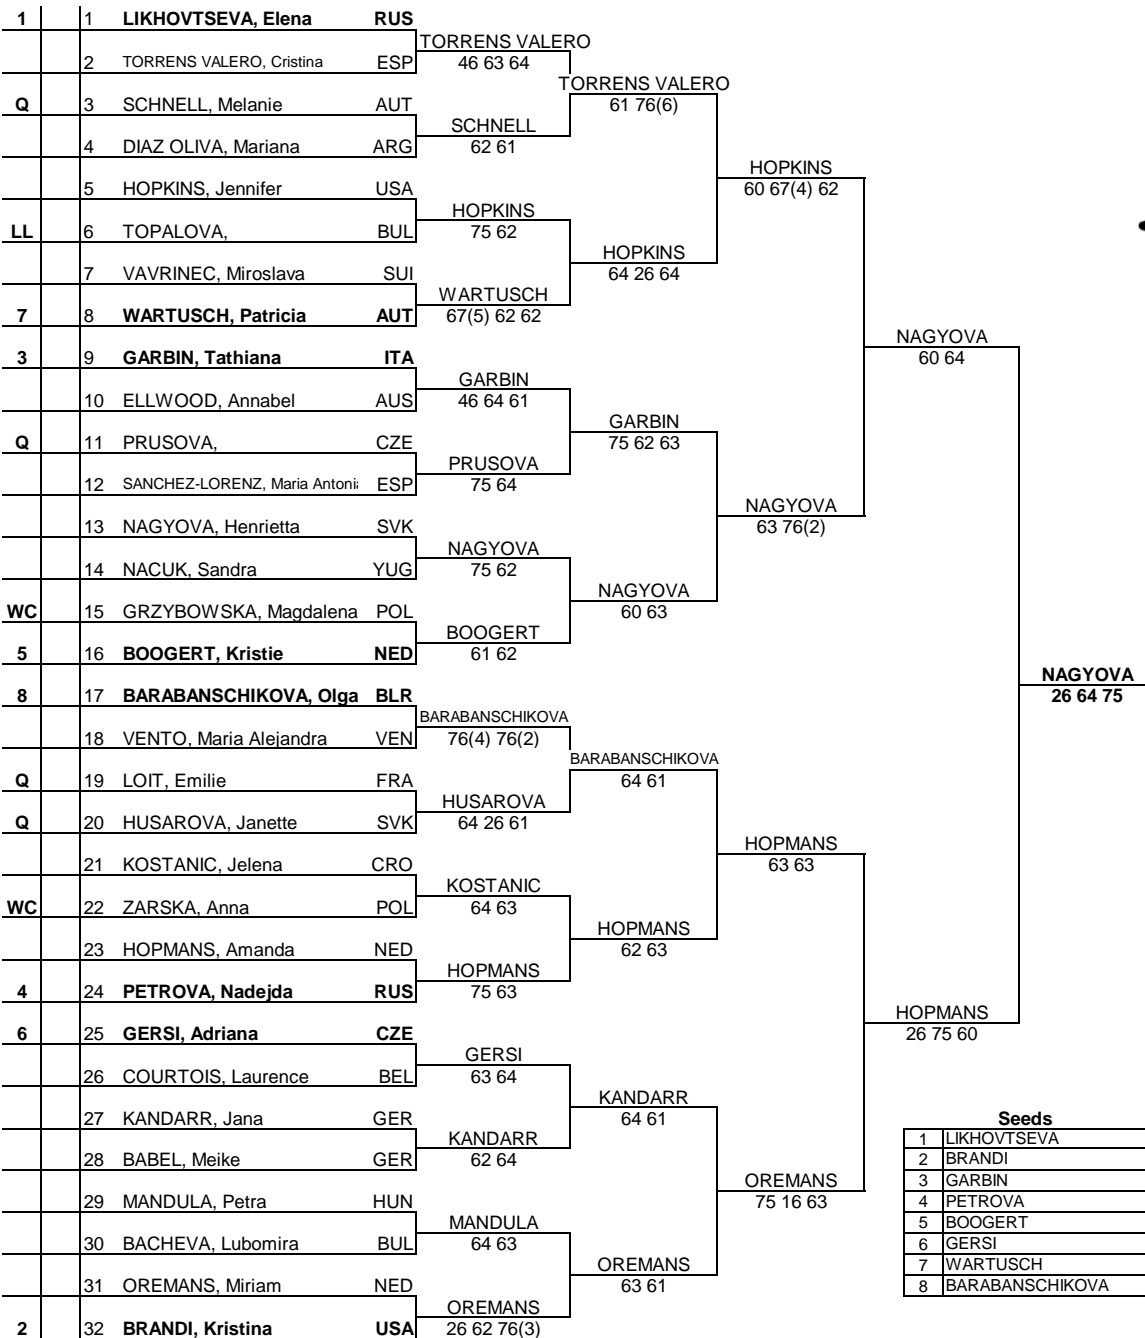 1 1 LIKHOVTSEVA, Elena RUS
TORRENS VALERO
2 TORRENS VALERO, Cristina ESP 46 63 64
TORRENS VALERO
Q 3 SCHNELL, Melanie AUT 61 76(6)
SCHNELL
4 DIAZ OLIVA, Mariana ARG 62 61
HOPKINS
5 HOPKINS, Jennifer USA 60 67(4) 62
HOPKINS
LL 6 TOPALOVA, BUL 75 62
HOPKINS
7 VAVRINEC, Miroslava SUI 64 26 64
WARTUSCH
7 8 WARTUSCH, Patricia AUT 67(5) 62 62
NAGYOVA
3 9 GARBIN, Tathiana ITA 60 64
GARBIN
10 ELLWOOD, Annabel AUS 46 64 61
GARBIN
Q 11 PRUSOVA, CZE 75 62 63
PRUSOVA
12 SANCHEZ-LORENZ, Maria Antoni ESP 75 64
NAGYOVA
13 NAGYOVA, Henrietta SVK 63 76(2)
NAGYOVA
14 NACUK, Sandra YUG 75 62
NAGYOVA
WC 15 GRZYBOWSKA, Magdalena POL 60 63
BOOGERT
5 16 BOOGERT, Kristie NED 61 62
NAGYOVA
8 17 BARABANSCHIKOVA, Olga BLR 26 64 75
BARABANSCHIKOVA
18 VENTO, Maria Alejandra VEN 76(4) 76(2)
BARABANSCHIKOVA
Q 19 LOIT, Emilie FRA 64 61
HUSAROVA
Q 20 HUSAROVA, Janette SVK 64 26 61
HOPMANS
21 KOSTANIC, Jelena CRO 63 63
KOSTANIC
WC 22 ZARSKA, Anna POL 64 63
HOPMANS
23 HOPMANS, Amanda NED 62 63
HOPMANS
4 24 PETROVA, Nadejda RUS 75 63
HOPMANS
6 25 GERSI, Adriana CZE 26 75 60
GERSI
26 COURTOIS, Laurence BEL 63 64
KANDARR
27 KANDARR, Jana GER 64 61
KANDARR
28 BABEL, Meike GER 62 64
OREMANS
29 MANDULA, Petra HUN 75 16 63
MANDULA
30 BACHEVA, Lubomira BUL 64 63
OREMANS
31 OREMANS, Miriam NED 63 61
OREMANS
2 32 BRANDI, Kristina USA 26 62 76(3)
Seeds
1 LIKHOVTSEVA
2 BRANDI
3 GARBIN
4 PETROVA
5 BOOGERT
6 GERSI
7 WARTUSCH
8 BARABANSCHIKOVA